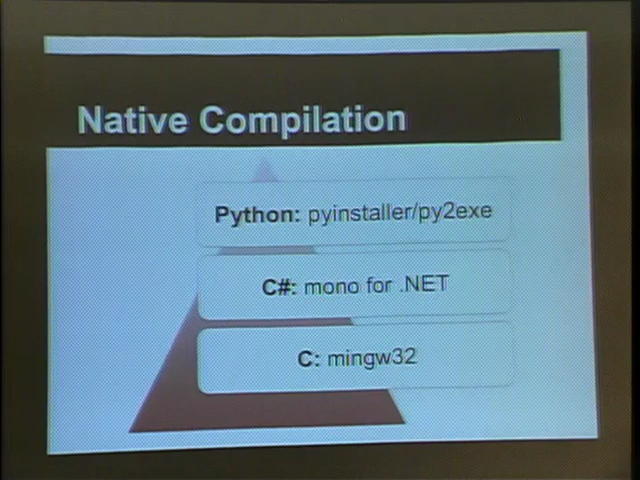 Native Compilation
Python: pyinstaller/py2exe
C#: mono for .NET
C: mingw32